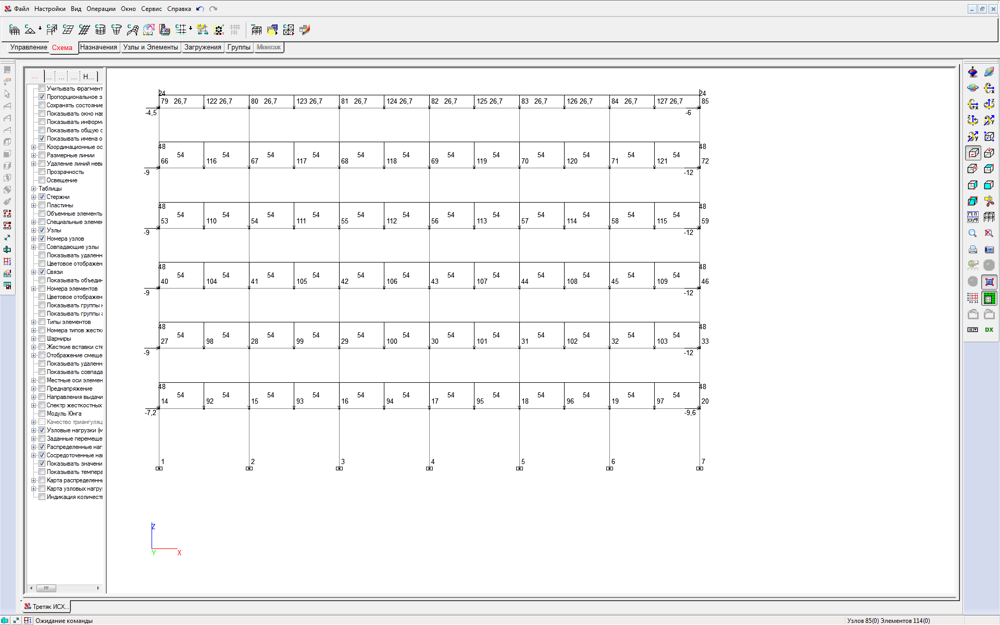 Файл Настройки Вид Операции Окно Сервис Справка
Управление Схема Назначения Узлы и Элементы Загружения Группы Монтаж
... ... ... ... Н...
Учитывать фрагмент
Пропорциональное з
Сохранять состояние
Показывать окно нав
Показывать информа
Показывать общую с
Показывать имена о
Координационные ос
Размерные линии
Удаление линий неви
Прозрачность
Освещение
Таблицы
Стержни
Пластины
Объемные элементы
Специальные элемен
Узлы
Номера узлов
Совпадающие узлы
Показывать удаленн
Цветовое отображен
Связи
Показывать объедин
Номера элементов
Цветовое отображен
Показывать группы к
Показывать группы а
Типы элементов
Номера типов жестко
Шарниры
Жесткие вставки сте
Отображение смеще
Показывать удаленн
Показывать совпада
Местные оси элемен
Преднапряжение
Направления выдачи
Спектр жесткостных
Модуль Юнга
Качество триангуляц
Узловые нагрузки (м
Заданные перемеще
Распределенные наг
Сосредоточенные на
Показывать значени
Показывать темпера
Карта распределенн
Карта узловых нагру
Индикация количест
24 24
79 26,7 122 26,7 80 26,7 123 26,7 81 26,7 124 26,7 82 26,7 125 26,7 83 26,7 126 26,7 84 26,7 127 26,7 85
-4,5 -6
48 48
54 54 54 54 54 54 54 54 54 54 54 54
66 116 67 117 68 118 69 119 70 120 71 121 72
-9 -12
48 48
54 54 54 54 54 54 54 54 54 54 54 54
53 110 54 111 55 112 56 113 57 114 58 115 59
-9 -12
48 48
54 54 54 54 54 54 54 54 54 54 54 54
40 104 41 105 42 106 43 107 44 108 45 109 46
-9 -12
48 48
54 54 54 54 54 54 54 54 54 54 54 54
27 98 28 99 29 100 30 101 31 102 32 103 33
-9 -12
48 48
54 54 54 54 54 54 54 54 54 54 54 54
14 92 15 93 16 94 17 95 18 96 19 97 20
-7,2 -9,6
1 2 3 4 5 6 7
Z
Y X
DX
Третяк ИСХ...
Ожидание команды
Узлов 85(0) Элементов 114(0)